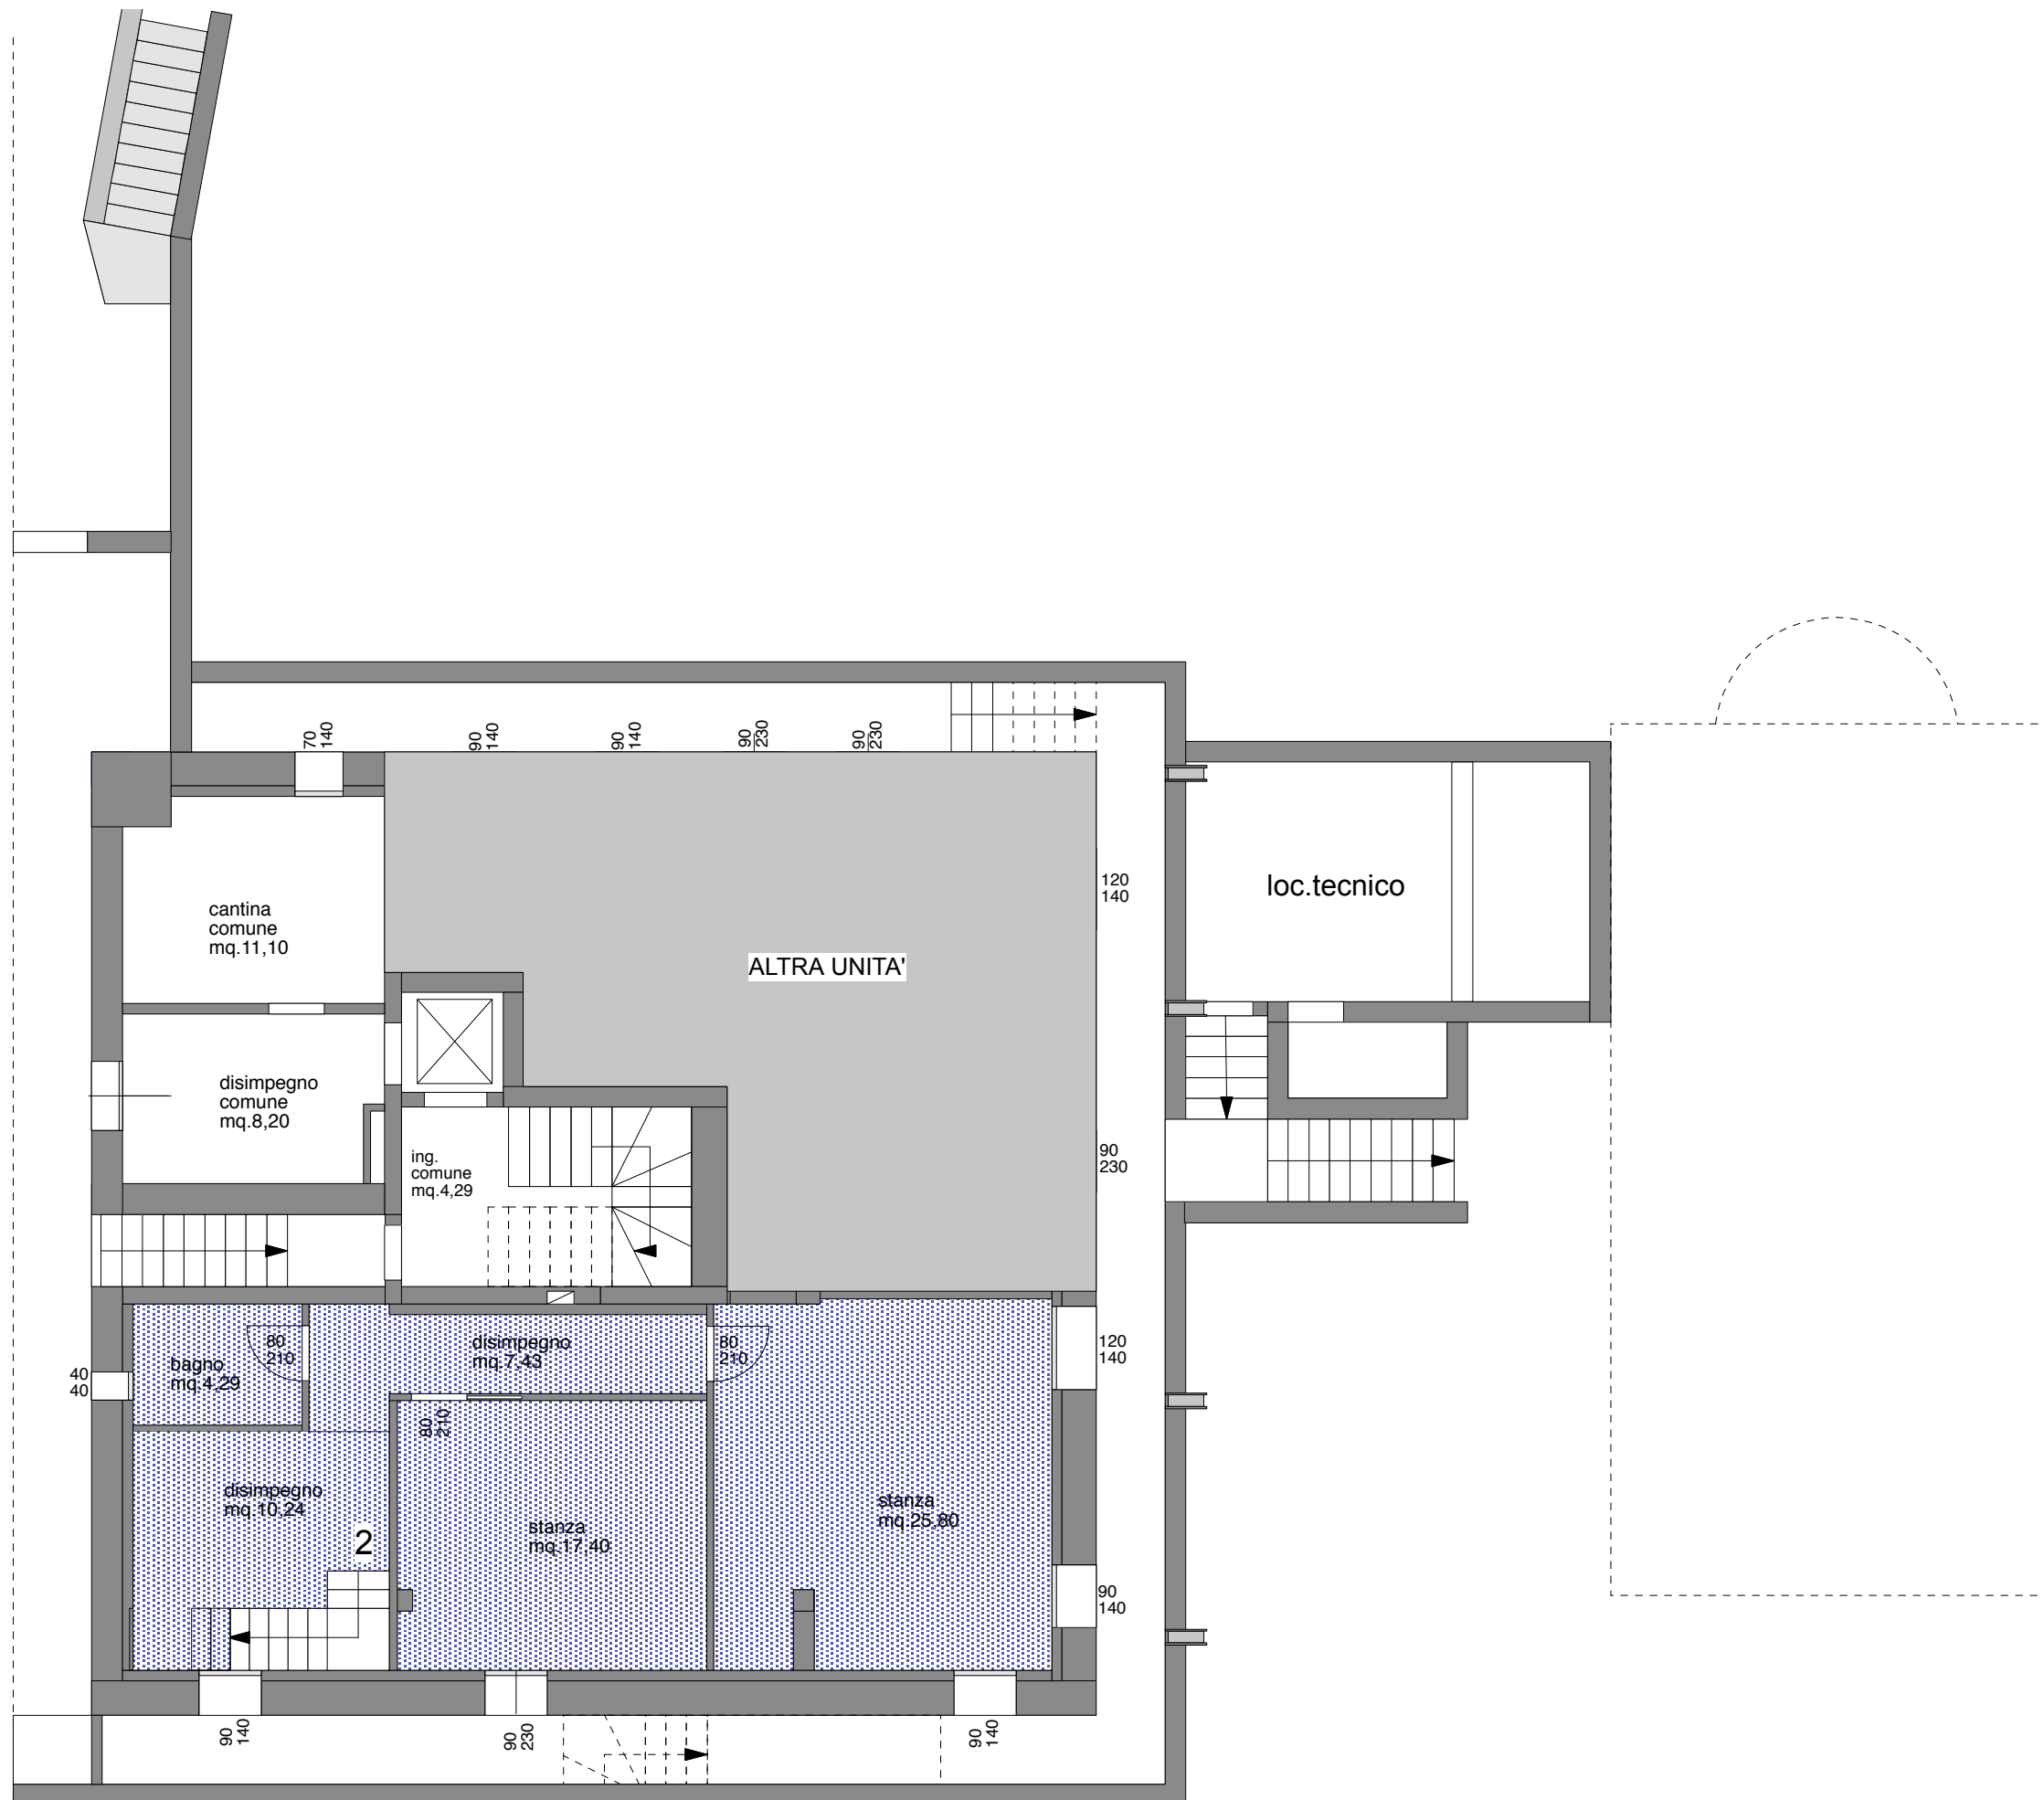 70
140
90
140
90
140
90
230
90
230
120
140
loc.tecnico
cantina
comune
mq.11,10
ALTRA UNITA'
disimpegno
comune
mq.8,20
ing.
comune
mq.4,29
90
230
80
210
disimpegno
mq.7,43
80
210
120
140
bagno
mq.4,29
40
40
80
210
disimpegno
mq.10,24
2
stanza
mq.17,40
stanza
mq.25,80
90
140
90
140
90
230
90
140